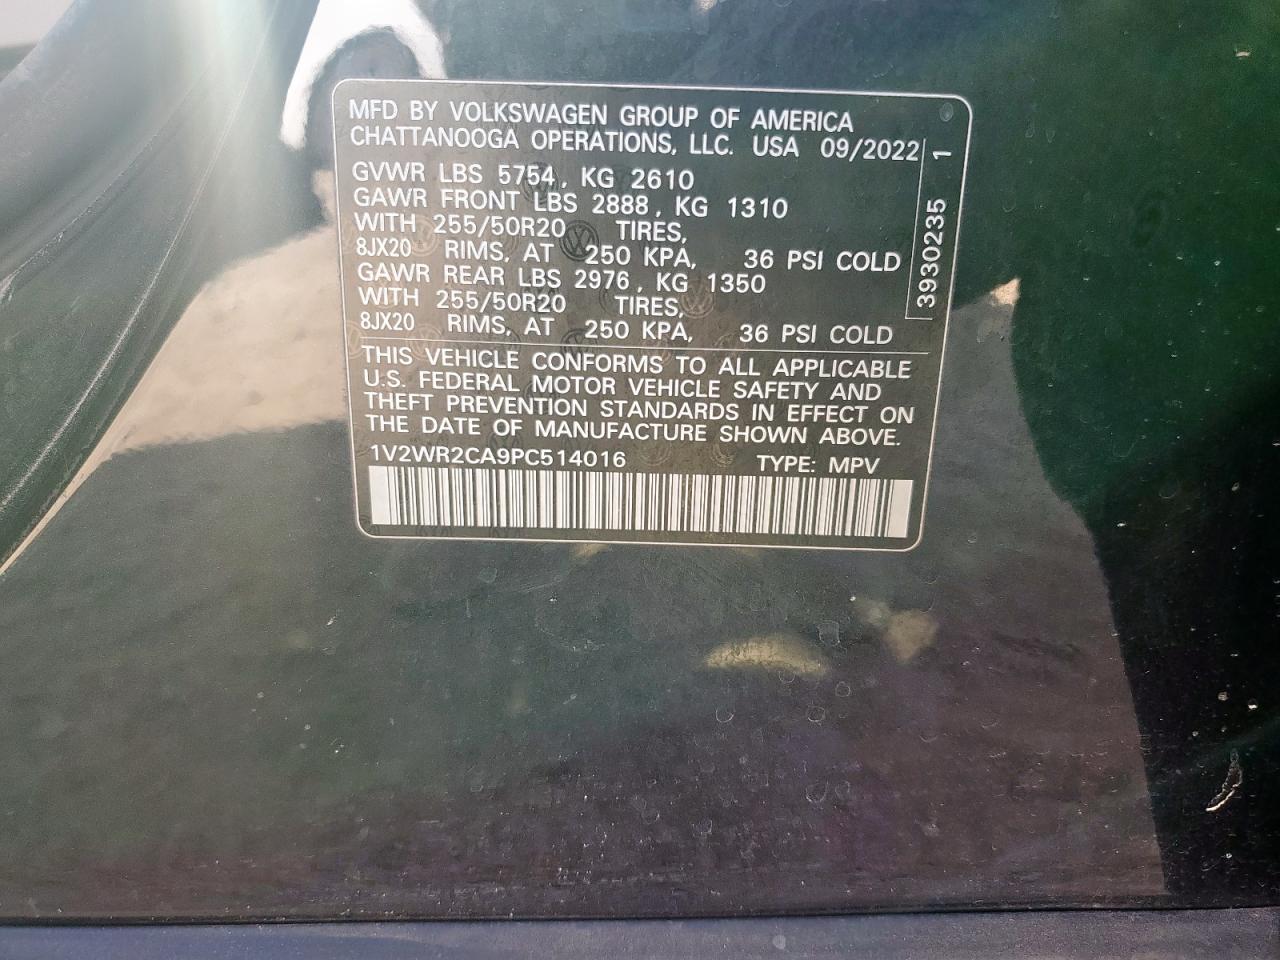 MFD BY VOLKSWAGEN GROUP OF AMERICA
CHATTANOOGA OPERATIONS, LLC. USA 09/2022
GVWR LBS 5754, KG 2610
GAWR FRONT LBS 2888, KG 1310
WITH 255/50R20 TIRES,
8JX20 RIMS, AT 250 KPA, 36 PSI COLD
GAWR REAR LBS 2976, KG 1350
WITH 255/50R20 TIRES,
8JX20 RIMS, AT 250 KPA, 36 PSI COLD
3930235 1
THIS VEHICLE CONFORMS TO ALL APPLICABLE
U.S. FEDERAL MOTOR VEHICLE SAFETY AND
THEFT PREVENTION STANDARDS IN EFFECT ON
THE DATE OF MANUFACTURE SHOWN ABOVE.
1V2WR2CA9PC514016 TYPE: MPV